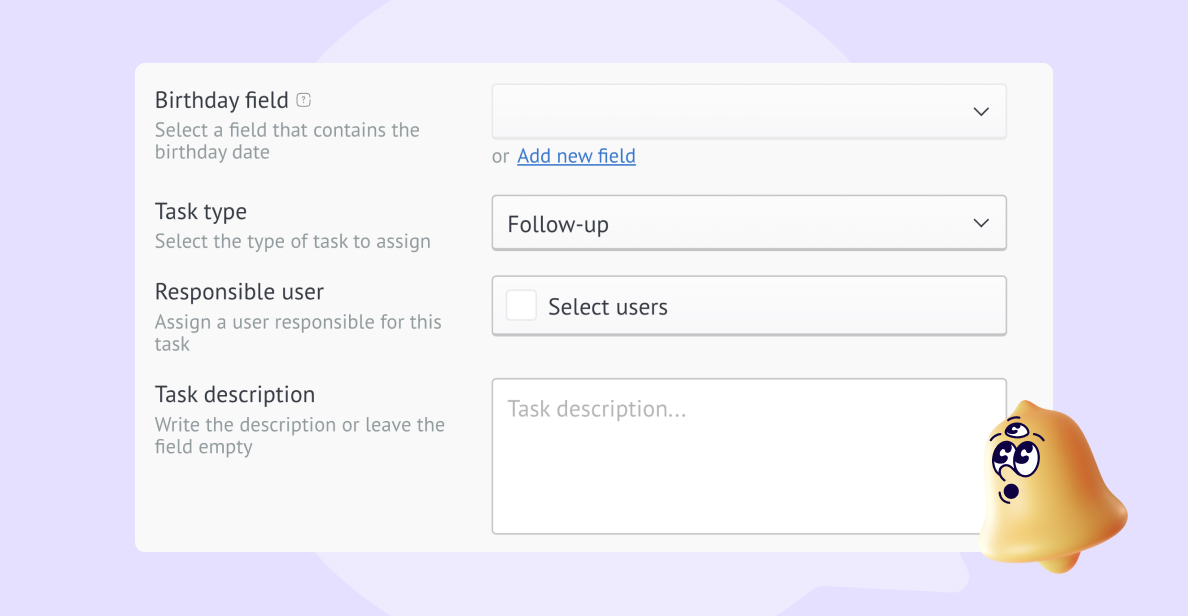 Birthday field ?
Select a field that contains the
birthday date
or Add new field
Task type
Select the type of task to assign
Follow-up
Responsible user
Assign a user responsible for this
task
Select users
Task description
Write the description or leave the
field empty
Task description...